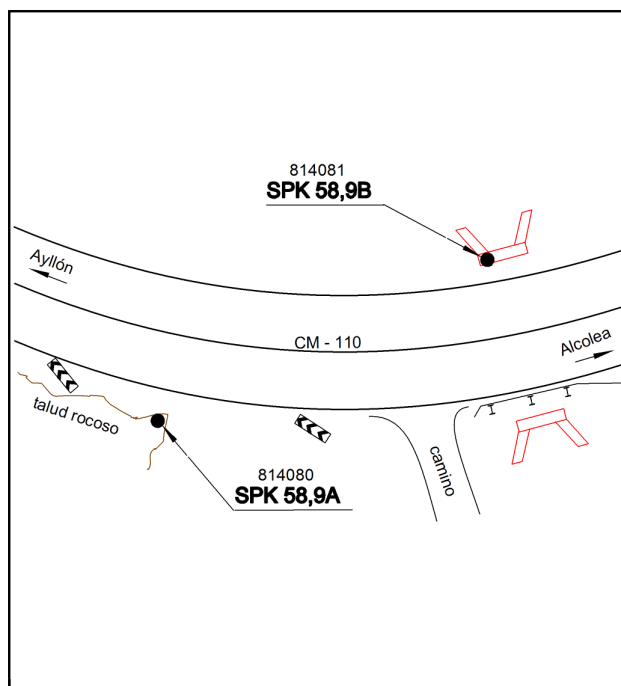 814081
SPK 58,9B
Ayllón
CM - 110
Alcolea
talud rocoso
camino
814080
SPK 58,9A